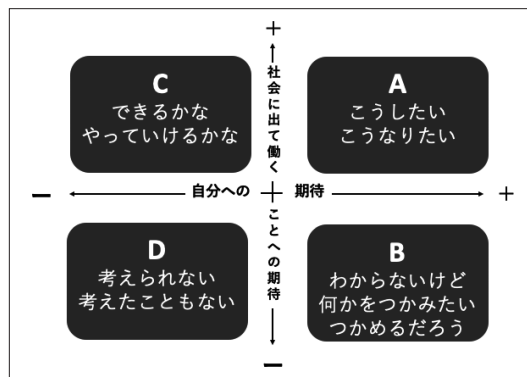 ＋
C
できるかな
やっていけるかな
A
こうしたい
こうなりたい
社会に出て働く
ことへの期待
− 自分への 期待 ＋
D
考えられない
考えたこともない
B
わからないけど
何かをつかみたい
つかめるだろう
−